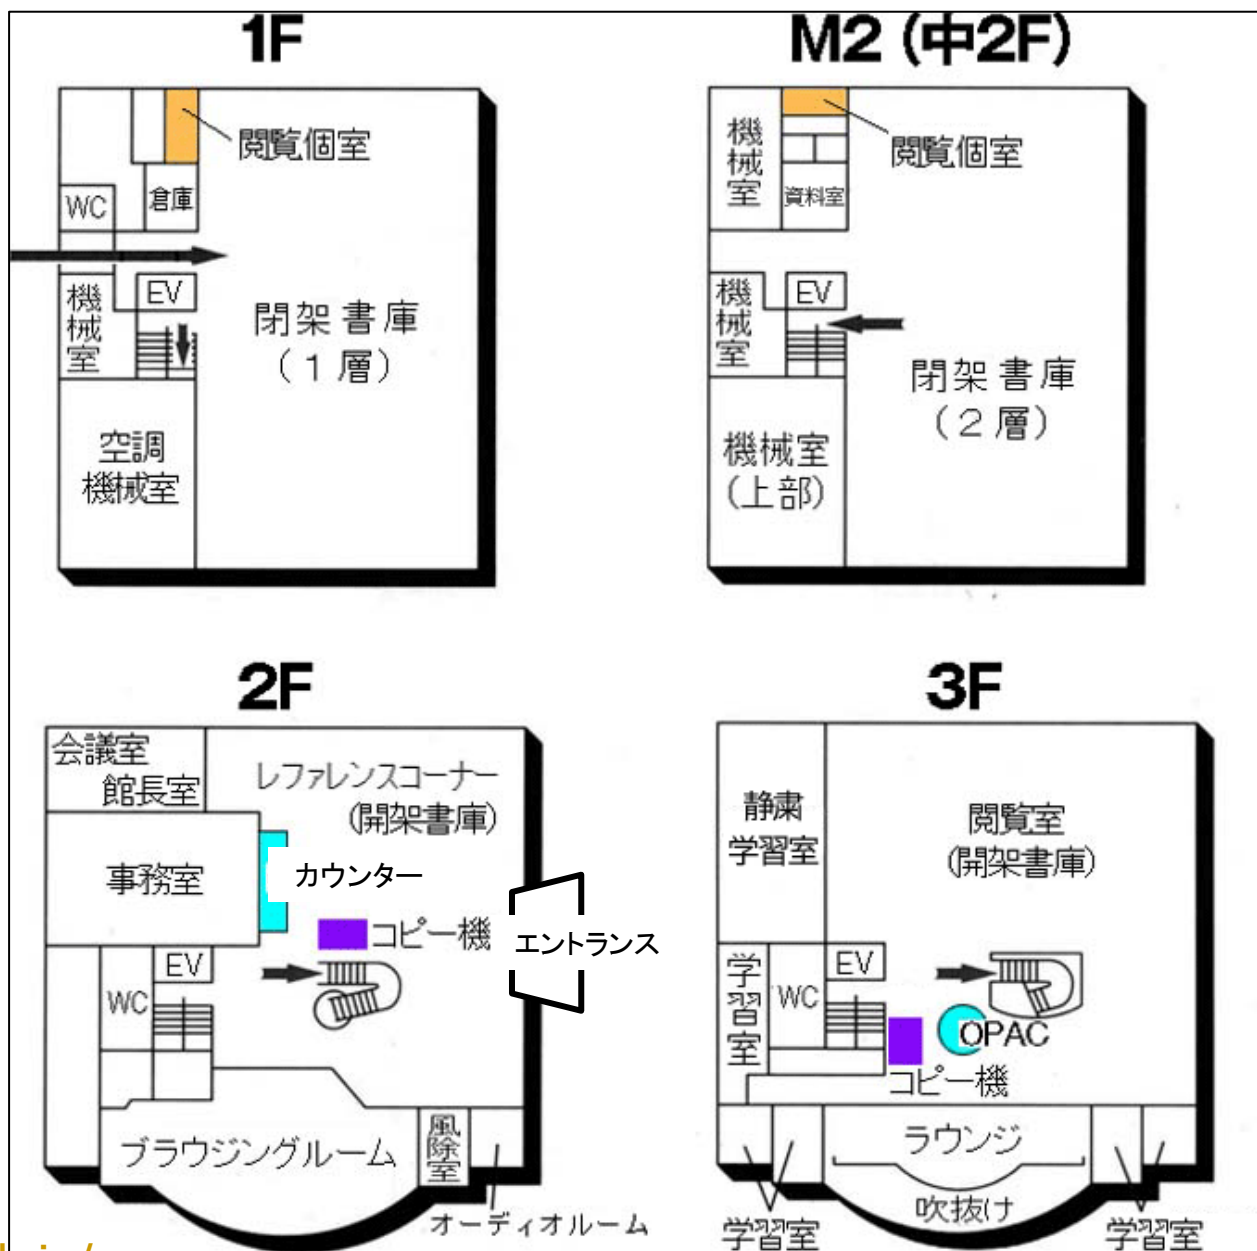 1F
閲覧個室
WC
倉庫
EV
機械室
閉架書庫
(1層)
空調
機械室
M2 (中2F)
機械室
閲覧個室
資料室
機械室
EV
閉架書庫
(2層)
機械室
(上部)
2F
会議室
館長室
レファレンスコーナー
(開架書庫)
事務室
カウンター
コピー機
エントランス
EV
WC
ブラウジングルーム
風除室
オーディオルーム
3F
静粛
学習室
閲覧室
(開架書庫)
学習室
WC
EV
OPAC
コピー機
ラウンジ
吹抜け
学習室
学習室